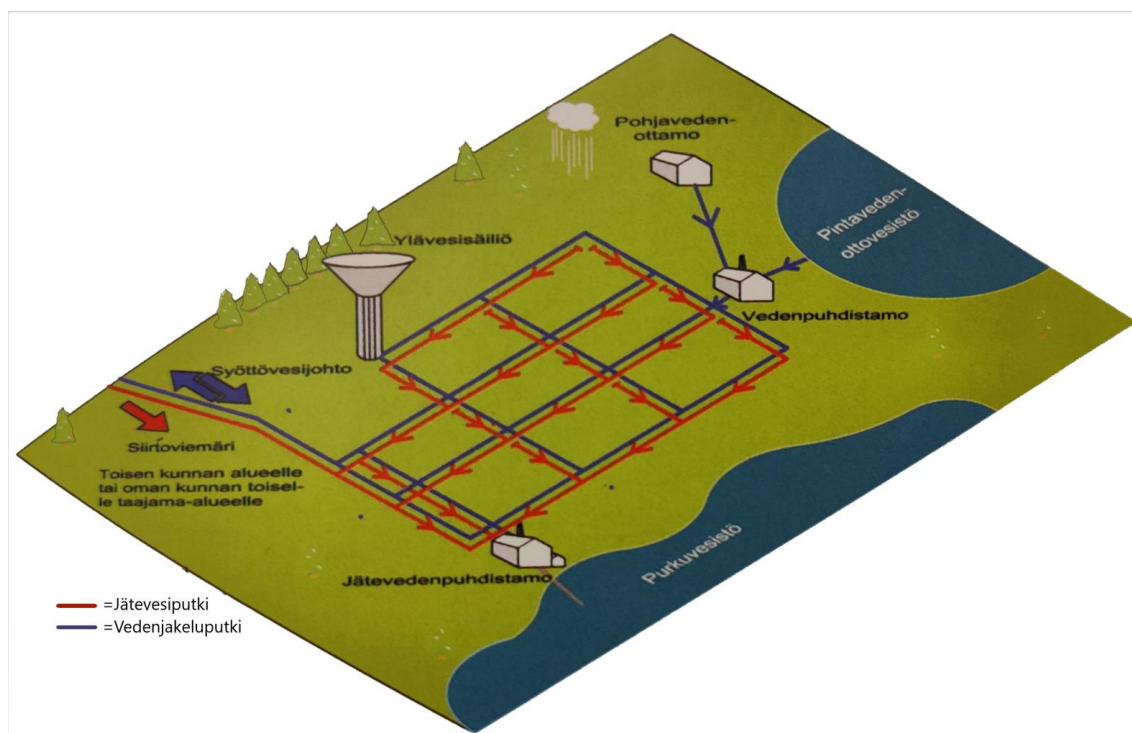 Pohjaveden-
ottamo
Pintaveden-
ottovesistö
Ylävesisäiliö
Vedenpuhdistamo
Syöttövesijohto
Siirtoviemäri
Toisen kunnan alueelle
tai oman kunnan toisel-
le taajama-alueelle
Purkuvesistö
Jätevedenpuhdistamo
=Jätevesiputki
=Vedenjakeluputki